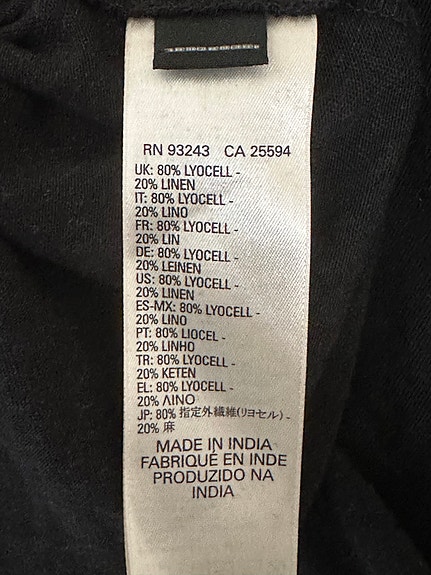 RN 93243 CA 25594
UK: 80% LYOCELL -
20% LINEN
IT: 80% LYOCELL -
20% LINO
FR: 80% LYOCELL -
20% LIN
DE: 80% LYOCELL -
20% LEINEN
US: 80% LYOCELL -
20% LINEN
ES-MX: 80% LYOCELL -
20% LINO
PT: 80% LIOCEL -
20% LINHO
TR: 80% LYOCELL -
20% KETEN
EL: 80% LYOCELL -
20% ΛΙΝΟ
JP: 80% 指定外繊維(リヨセル) -
20% 麻
MADE IN INDIA
FABRIQUÉ EN INDE
PRODUZIDO NA
INDIA